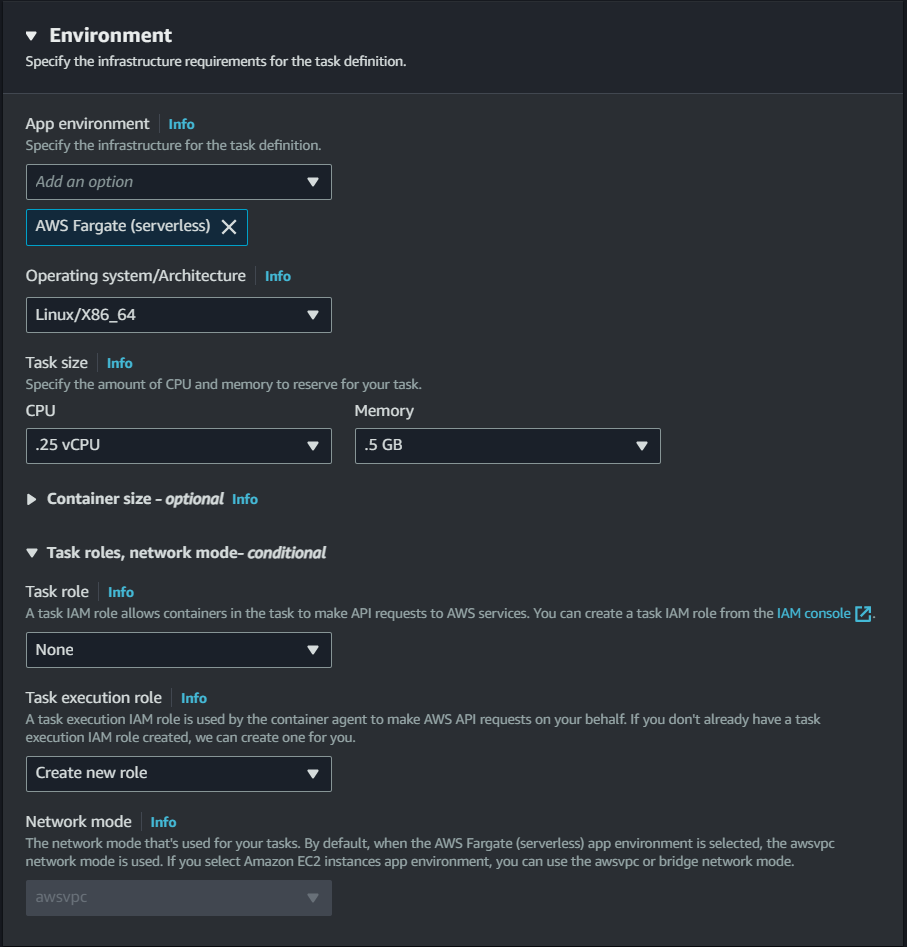 Environment
Specify the infrastructure requirements for the task definition.
App environment Info
Specify the infrastructure for the task definition.
Add an option
AWS Fargate (serverless)
Operating system/Architecture Info
Linux/X86_64
Task size Info
Specify the amount of CPU and memory to reserve for your task.
CPU Memory
.25 vCPU .5 GB
Container size - optional Info
Task roles, network mode- conditional
Task role Info
A task IAM role allows containers in the task to make API requests to AWS services. You can create a task IAM role from the IAM console.
None
Task execution role Info
A task execution IAM role is used by the container agent to make AWS API requests on your behalf. If you don't already have a task
execution IAM role created, we can create one for you.
Create new role
Network mode Info
The network mode that's used for your tasks. By default, when the AWS Fargate (serverless) app environment is selected, the awsvpc
network mode is used. If you select Amazon EC2 instances app environment, you can use the awsvpc or bridge network mode.
awsvpc